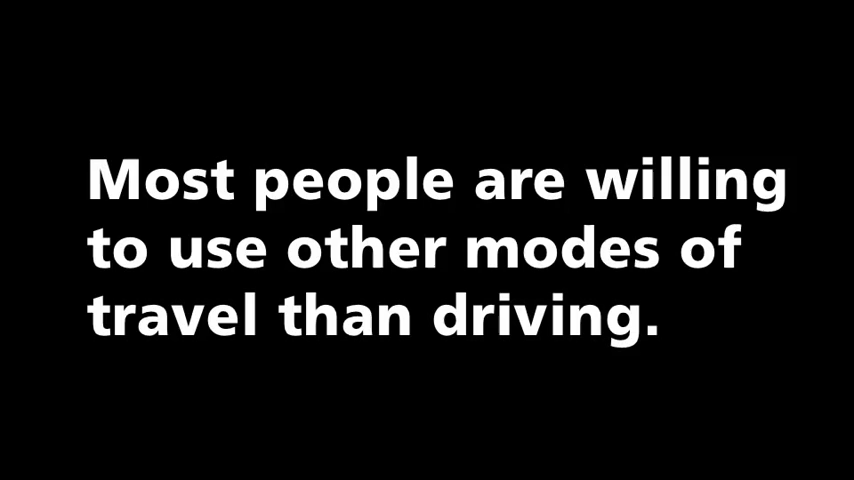 Most people are willing
to use other modes of
travel than driving.